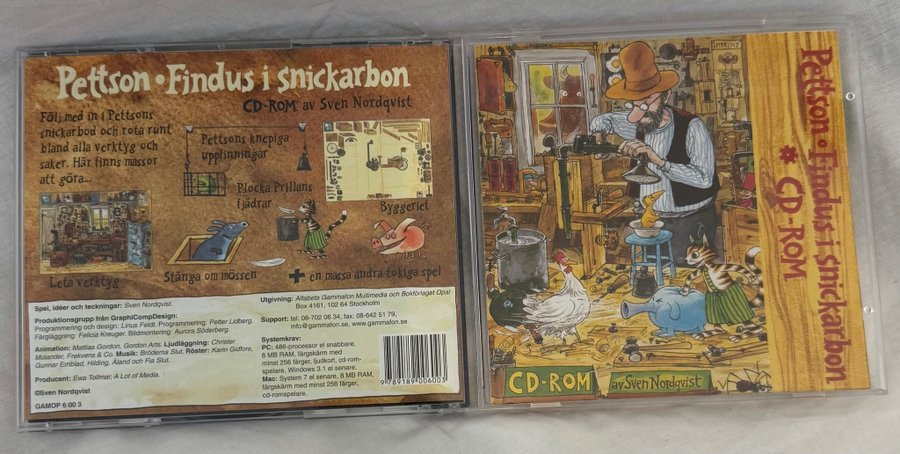 Pettson • Findus i snickarbon
CD-ROM av Sven Nordqvist
Följ med in i Pettsons
snickarbod och rota runt
bland alla verktyg och
saker. Här finns massor
att göra...
Pettsons knepiga
uppfinningar
Plocka Prillans
fjädrar
Byggeriet
Leta verktyg
Stänga om mössen
+ en massa andra tokiga spel
Spel, idéer och teckningar: Sven Nordqvist.
Produktionsgrupp från GraphiCompDesign:
Programmering och design: Linus Feldt. Programmering: Petter Lidberg.
Färgläggning: Felicia Kreuger. Bildmontering: Aurora Söderberg.
Animation: Mattias Gordon, Gordon Arts. Ljudläggning: Christer
Melander, Frekvens & Co. Musik: Bröderna Slut. Röster: Karin Gidfors,
Gunnar Ernblad, Hilding, Åland och Fia Slut.
Producent: Ewa Tollmar, A Lot of Media.
©Sven Nordqvist
GAMOP 6 00 3
Utgivning: Alfabeta Gammafon Multimedia och Bokförlaget Opal
Box 4161, 102 64 Stockholm
Support: tel: 08-702 06 34, fax: 08-642 51 79,
info@gammafon.se, www.gammafon.se
Systemkrav:
PC: 486-processor el snabbare,
8 MB RAM, färgskärm med
minst 256 färger, ljudkort, cd-rom-
spelare, Windows 3.1 el senare.
Mac: System 7 el senare, 8 MB RAM,
färgskärm med minst 256 färger,
cd-romspelare.
9 789189 006003
Pettson • Findus i snickarbon
* CD-ROM
CD-ROM av Sven Nordqvist